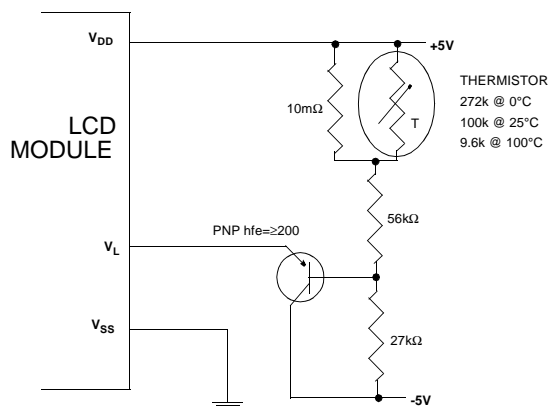 V_DD
+5V
THERMISTOR
272k @ 0°C
100k @ 25°C
9.6k @ 100°C
10mΩ
T
LCD
MODULE
56kΩ
PNP hfe=≥200
V_L
V_SS
27kΩ
-5V